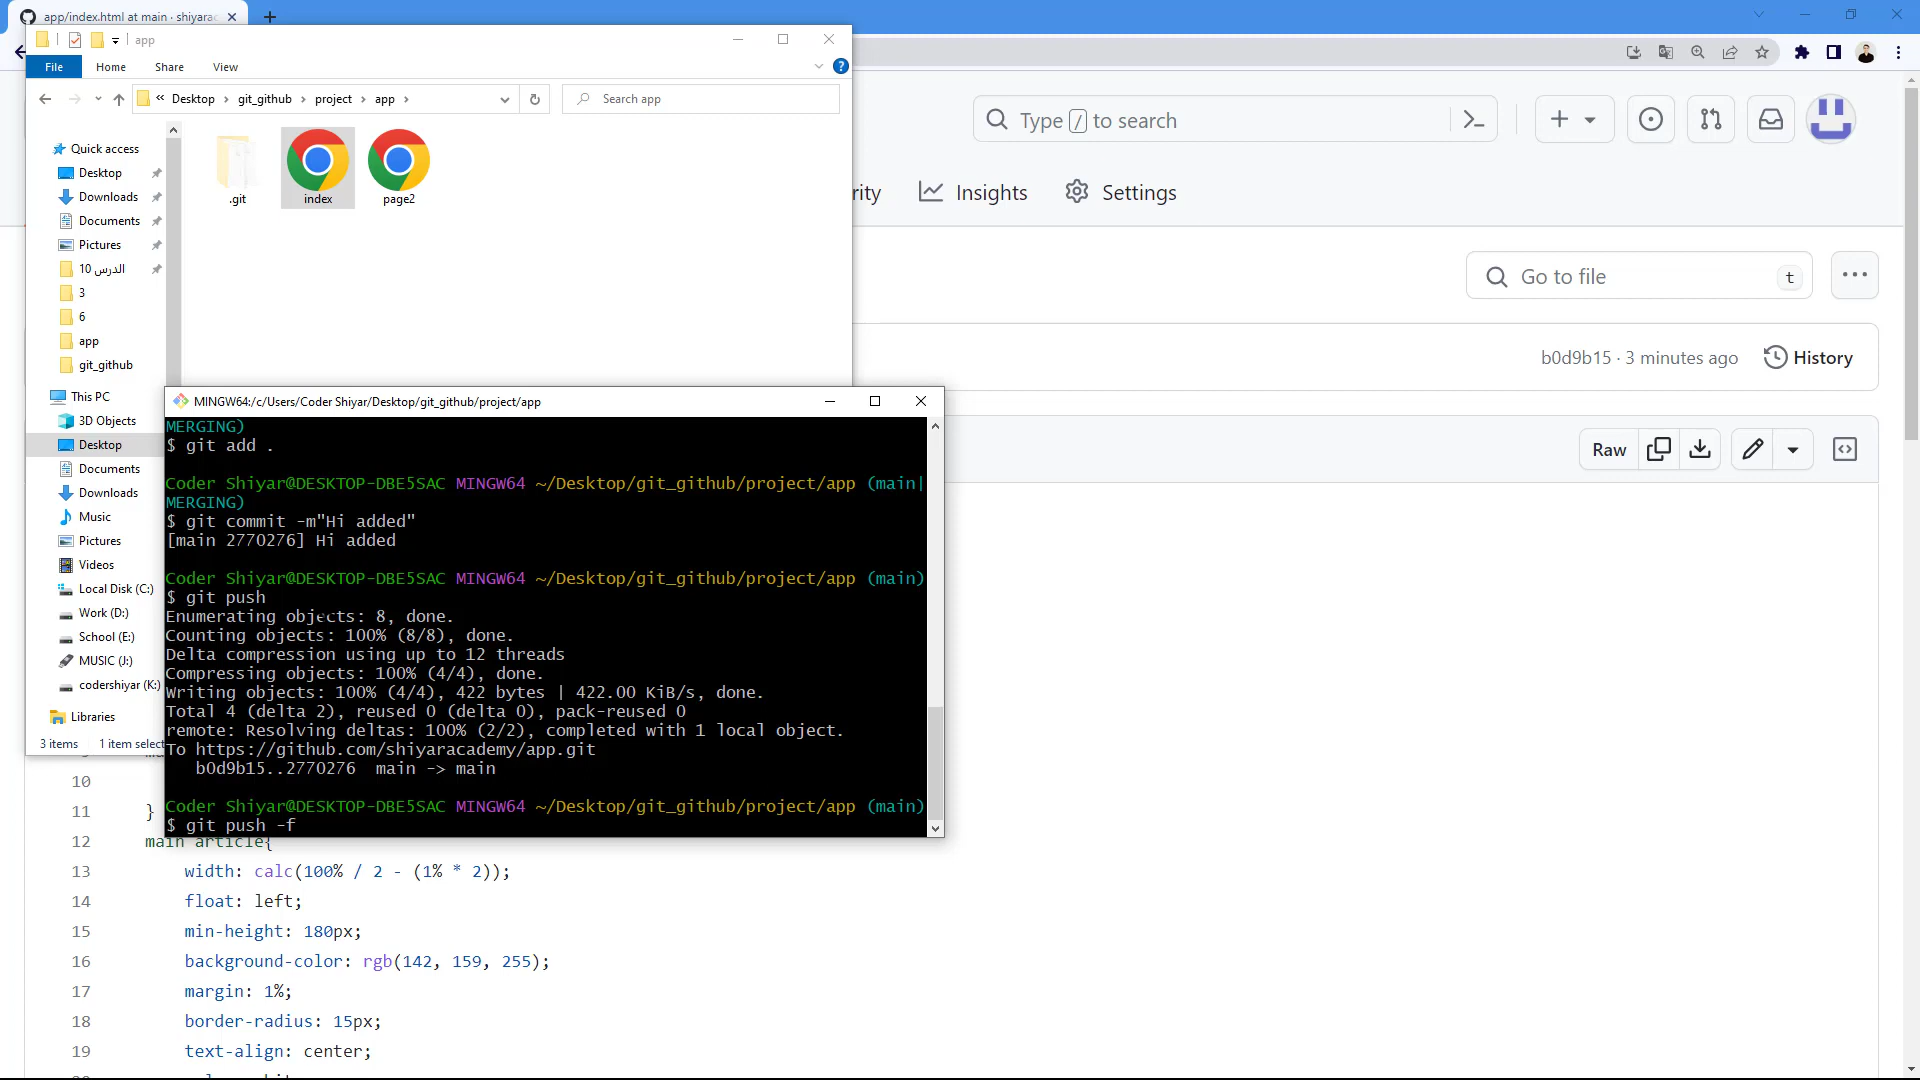 app/index.html at main · shiyarac
app
File
Home
Share
View
Desktop
git_github
project
app
Search app
Type / to search
Quick access
Desktop
Downloads
Documents
Pictures
الدرس 10
3
6
app
git_github
This PC
3D Objects
Desktop
Documents
Downloads
Music
Pictures
Videos
Local Disk (C:)
Work (D:)
School (E:)
MUSIC (J:)
codershiyar (K:)
Libraries
3 items
1 item select
.git
index
page2
rity
Insights
Settings
Go to file
t
b0d9b15 · 3 minutes ago
History
Raw
MINGW64:/c/Users/Coder Shiyar/Desktop/git_github/project/app
MERGING)
$ git add .
Coder Shiyar@DESKTOP-DBE5SAC MINGW64 ~/Desktop/git_github/project/app (main|
MERGING)
$ git commit -m"Hi added"
[main 2770276] Hi added
Coder Shiyar@DESKTOP-DBE5SAC MINGW64 ~/Desktop/git_github/project/app (main)
$ git push
Enumerating objects: 8, done.
Counting objects: 100% (8/8), done.
Delta compression using up to 12 threads
Compressing objects: 100% (4/4), done.
Writing objects: 100% (4/4), 422 bytes | 422.00 KiB/s, done.
Total 4 (delta 2), reused 0 (delta 0), pack-reused 0
remote: Resolving deltas: 100% (2/2), completed with 1 local object.
To https://github.com/shiyaracademy/app.git
b0d9b15..2770276 main -> main
Coder Shiyar@DESKTOP-DBE5SAC MINGW64 ~/Desktop/git_github/project/app (main)
$ git push -f
10
11 }
12 main article{
13 width: calc(100% / 2 - (1% * 2));
14 float: left;
15 min-height: 180px;
16 background-color: rgb(142, 159, 255);
17 margin: 1%;
18 border-radius: 15px;
19 text-align: center;